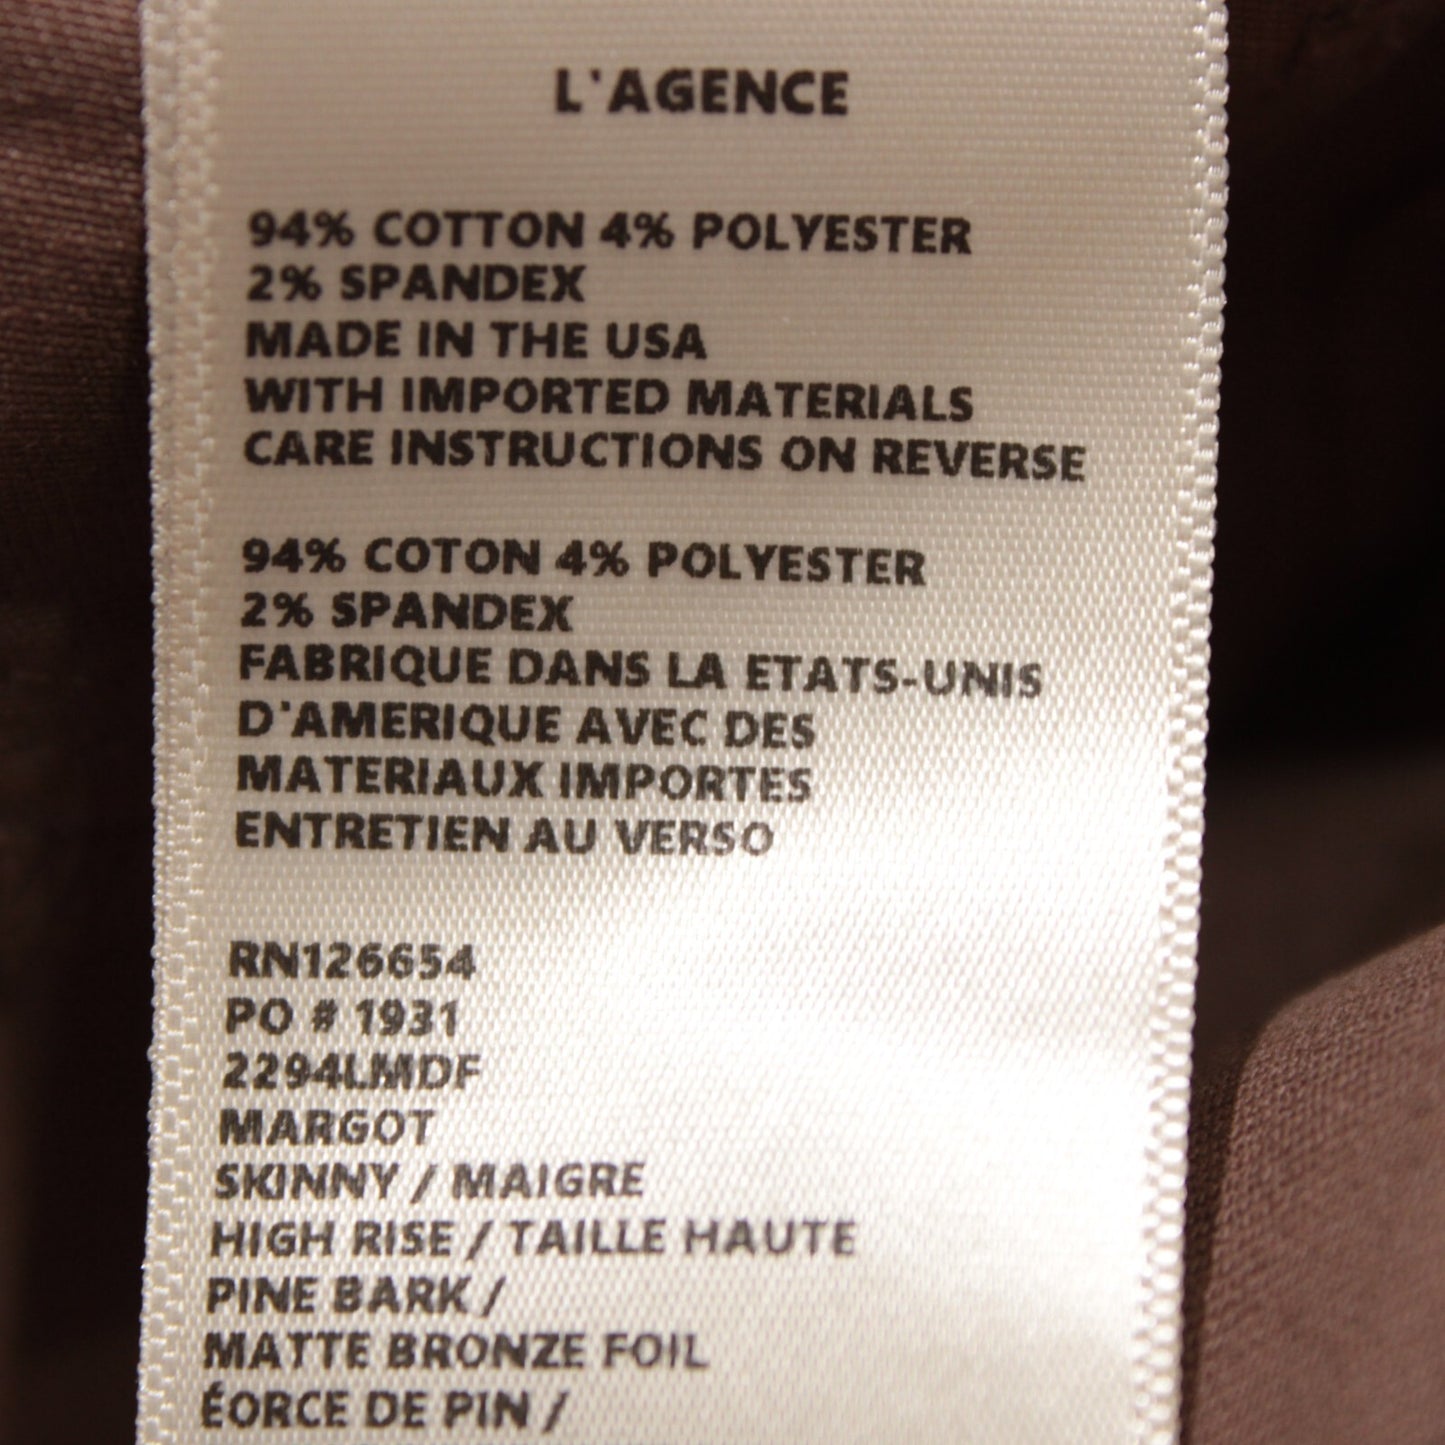 L'AGENCE
94% COTTON 4% POLYESTER
2% SPANDEX
MADE IN THE USA
WITH IMPORTED MATERIALS
CARE INSTRUCTIONS ON REVERSE
94% COTON 4% POLYESTER
2% SPANDEX
FABRIQUE DANS LA ETATS-UNIS
D'AMERIQUE AVEC DES
MATERIAUX IMPORTES
ENTRETIEN AU VERSO
RN126654
PO # 1931
2294LMDF
MARGOT
SKINNY / MAIGRE
HIGH RISE / TAILLE HAUTE
PINE BARK /
MATTE BRONZE FOIL
ÉORCE DE PIN /